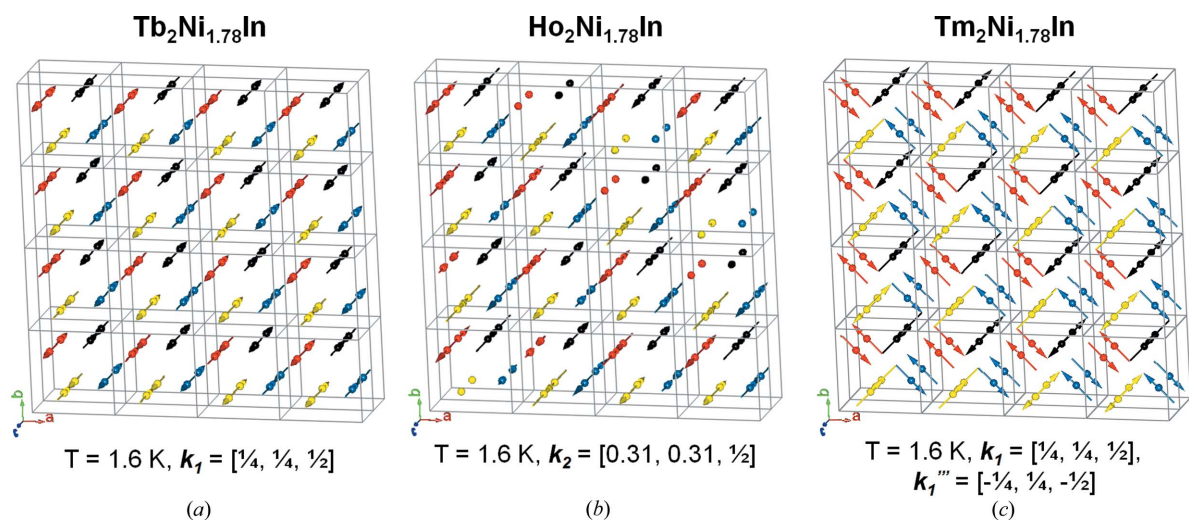 Tb₂Ni₁.₇₈In
Ho₂Ni₁.₇₈In
Tm₂Ni₁.₇₈In
b
a
c
b
a
c
b
a
c
T = 1.6 K, k₁ = [¼, ¼, ½]
T = 1.6 K, k₂ = [0.31, 0.31, ½]
T = 1.6 K, k₁ = [¼, ¼, ½],
k₁''' = [-¼, ¼, -½]
(a)
(b)
(c)